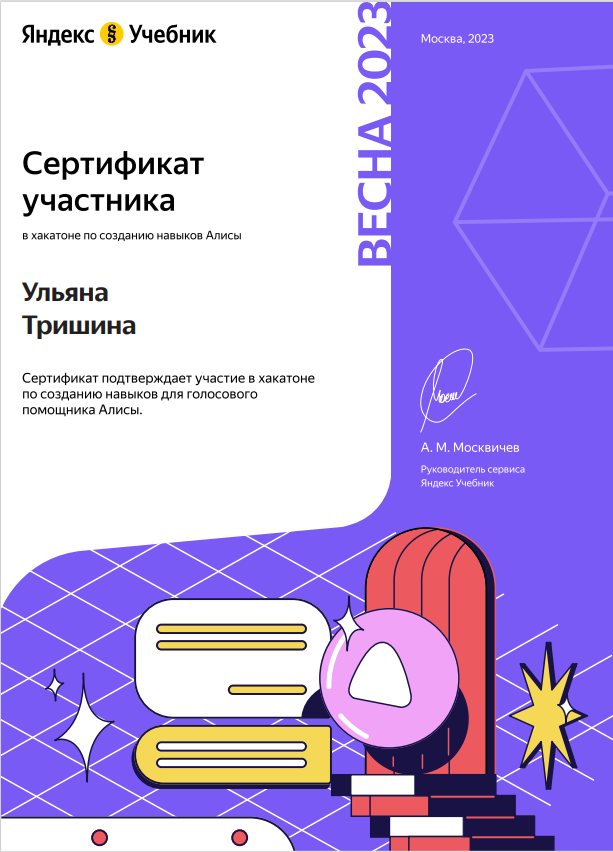 Яндекс Учебник
Москва, 2023
ВЕСНА 2023
Сертификат
участника
в хакатоне по созданию навыков Алисы
Ульяна
Тришина
Сертификат подтверждает участие в хакатоне
по созданию навыков для голосового
помощника Алисы.
А. М. Москвичев
Руководитель сервиса
Яндекс Учебник